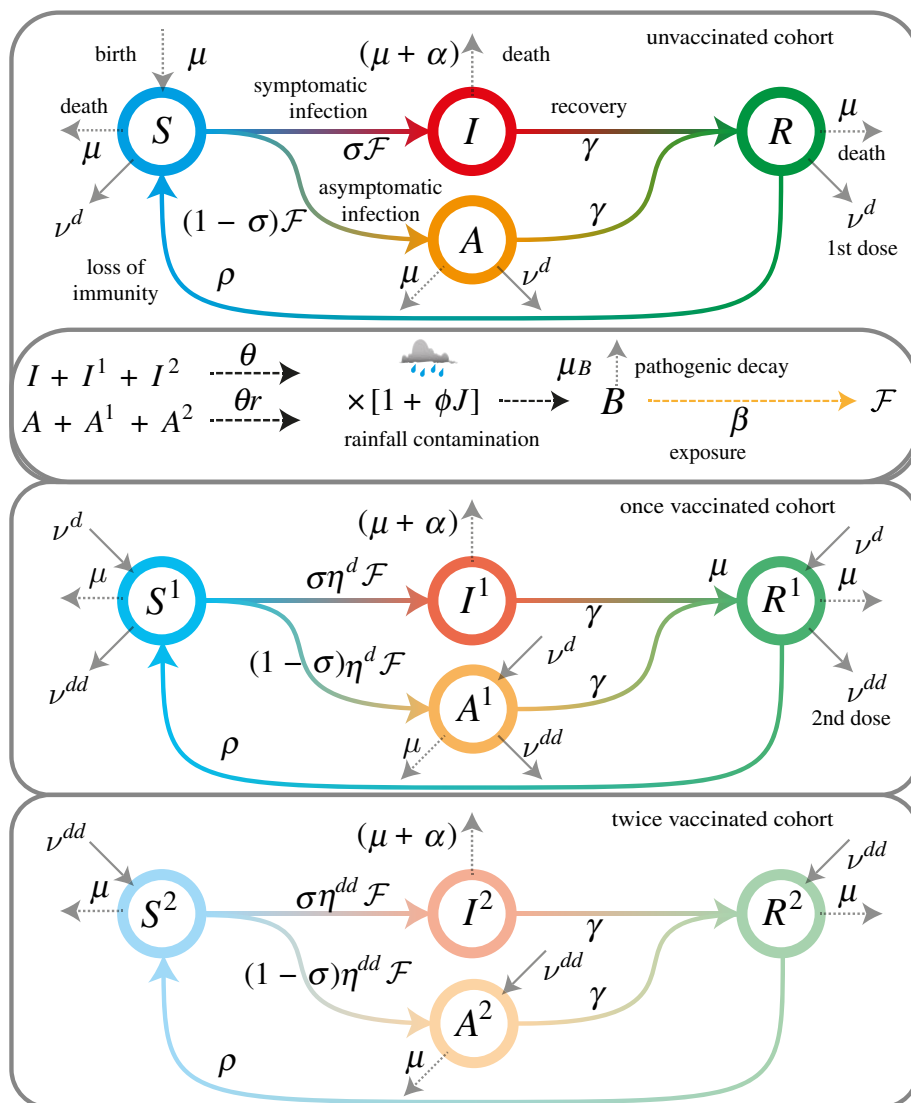 unvaccinated cohort
birth
μ
(μ + α)
death
death
μ
S
symptomatic
infection
σℱ
I
recovery
γ
R
μ
death
ν^d
(1 − σ)ℱ
asymptomatic
infection
A
γ
ν^d
1st dose
μ
ν^d
loss of
immunity
ρ
I + I^1 + I^2
θ
A + A^1 + A^2
θr
×[1 + ϕJ]
rainfall contamination
μ_B
pathogenic decay
B
β
exposure
ℱ
once vaccinated cohort
ν^d
(μ + α)
ν^d
μ
S^1
ση^d ℱ
I^1
γ
μ
R^1
μ
ν^dd
(1 − σ)η^d ℱ
ν^d
A^1
γ
ν^dd
2nd dose
μ
ν^dd
ρ
twice vaccinated cohort
ν^dd
(μ + α)
ν^dd
μ
S^2
ση^dd ℱ
I^2
γ
R^2
μ
(1 − σ)η^dd ℱ
ν^dd
A^2
γ
μ
ρ